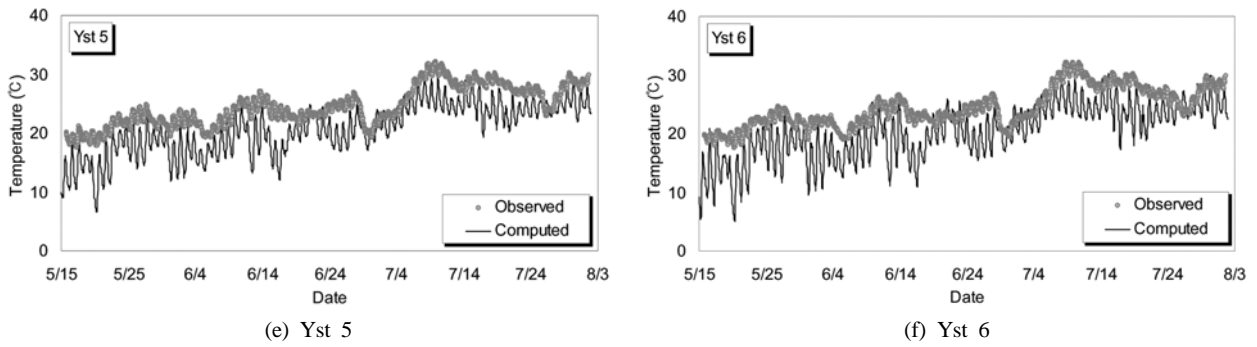 40
Yst 5
30
20
10
0
Temperature (℃)
Observed
Computed
5/15 5/25 6/4 6/14 6/24 7/4 7/14 7/24 8/3
Date
(e) Yst 5
40
Yst 6
30
20
10
0
Temperature (℃)
Observed
Computed
5/15 5/25 6/4 6/14 6/24 7/4 7/14 7/24 8/3
Date
(f) Yst 6